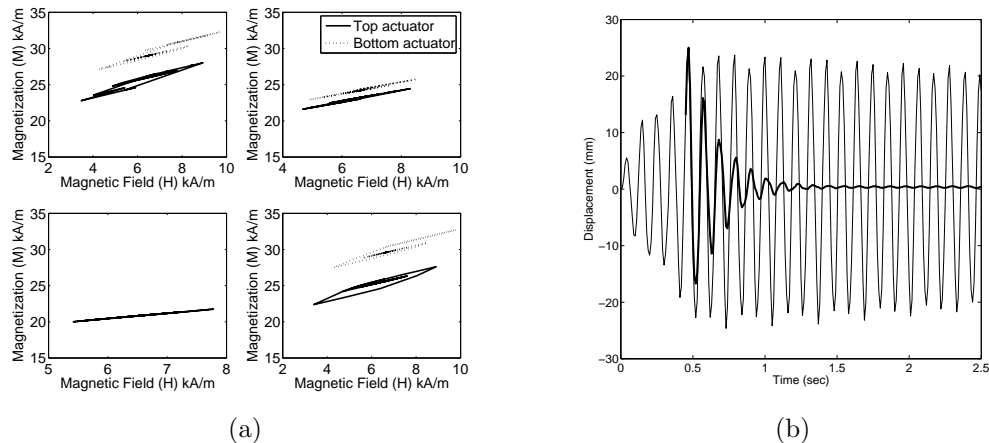 35
30
25
20
15
2 4 6 8 10
Magnetization (M) kA/m
Magnetic Field (H) kA/m
35
30
25
20
15
2 4 6 8 10
Magnetization (M) kA/m
Magnetic Field (H) kA/m
Top actuator
Bottom actuator
35
30
25
20
15
5 6 7 8
Magnetization (M) kA/m
Magnetic Field (H) kA/m
35
30
25
20
15
2 4 6 8 10
Magnetization (M) kA/m
Magnetic Field (H) kA/m
(a)
30
20
10
0
−10
−20
−30
0 0.5 1 1.5 2 2.5
Displacement (mm)
Time (sec)
(b)